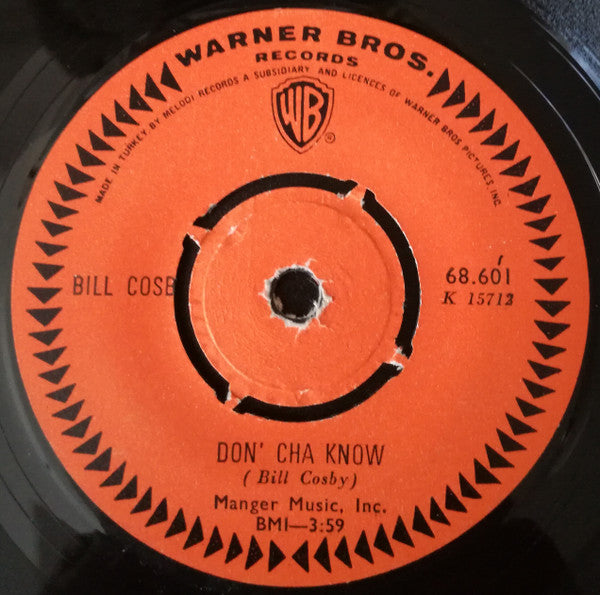 WARNER BROS.
RECORDS
MADE IN TURKEY BY MELODI RECORDS A SUBSIDIARY AND LICENCES OF WARNER BROS PICTURES INC.
WB
®
BILL COSB
68.601
K 15712
DON' CHA KNOW
(Bill Cosby)
Manger Music, Inc.
BMI—3:59